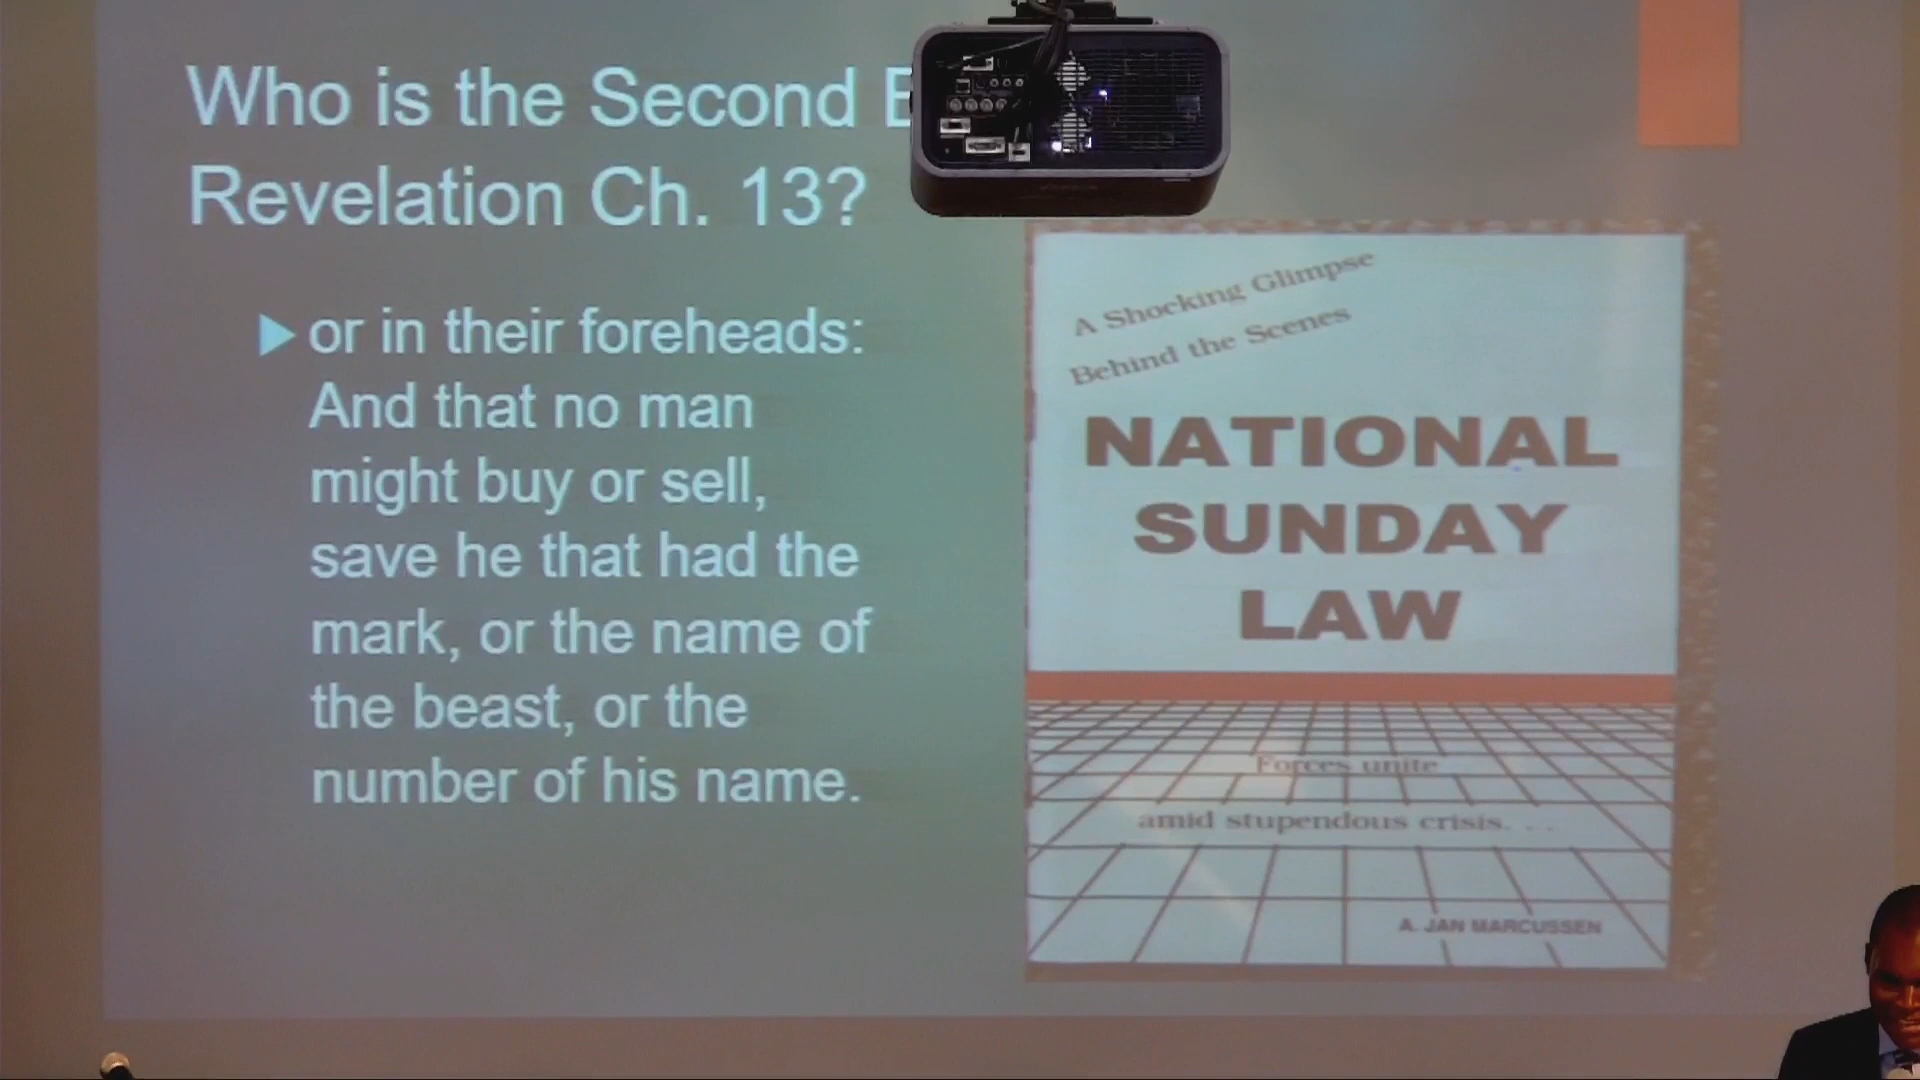 Who is the Second
Revelation Ch. 13?
or in their foreheads:
And that no man
might buy or sell,
save he that had the
mark, or the name of
the beast, or the
number of his name.
A Shocking Glimpse
Behind the Scenes
NATIONAL
SUNDAY
LAW
Forces unite
amid stupendous crisis. . .
A. JAN MARCUSSEN